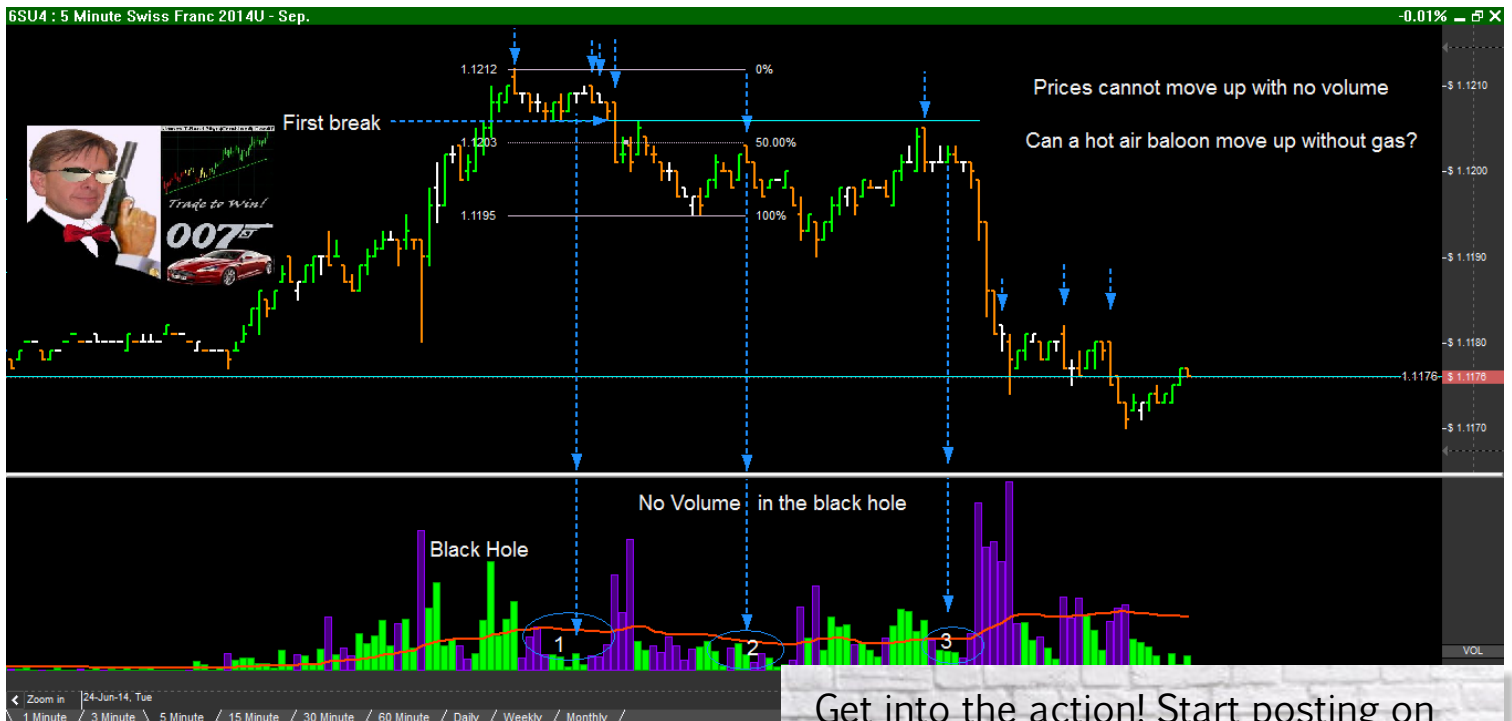 6SU4 : 5 Minute Swiss Franc 2014U - Sep.
-0.01%
1.1212
0%
Prices cannot move up with no volume
-$ 1.1210
First break
1.1203
50.00%
Can a hot air baloon move up without gas?
Trade to Win!
-$ 1.1200
007
1.1195
100%
-$ 1.1190
-$ 1.1180
1.1176
$ 1.1176
-$ 1.1170
No Volume in the black hole
Black Hole
1
2
3
VOL
Zoom in
24-Jun-14, Tue
1 Minute / 3 Minute \ 5 Minute / 15 Minute / 30 Minute / 60 Minute / Daily / Weekly / Monthly /
Get into the action! Start posting on